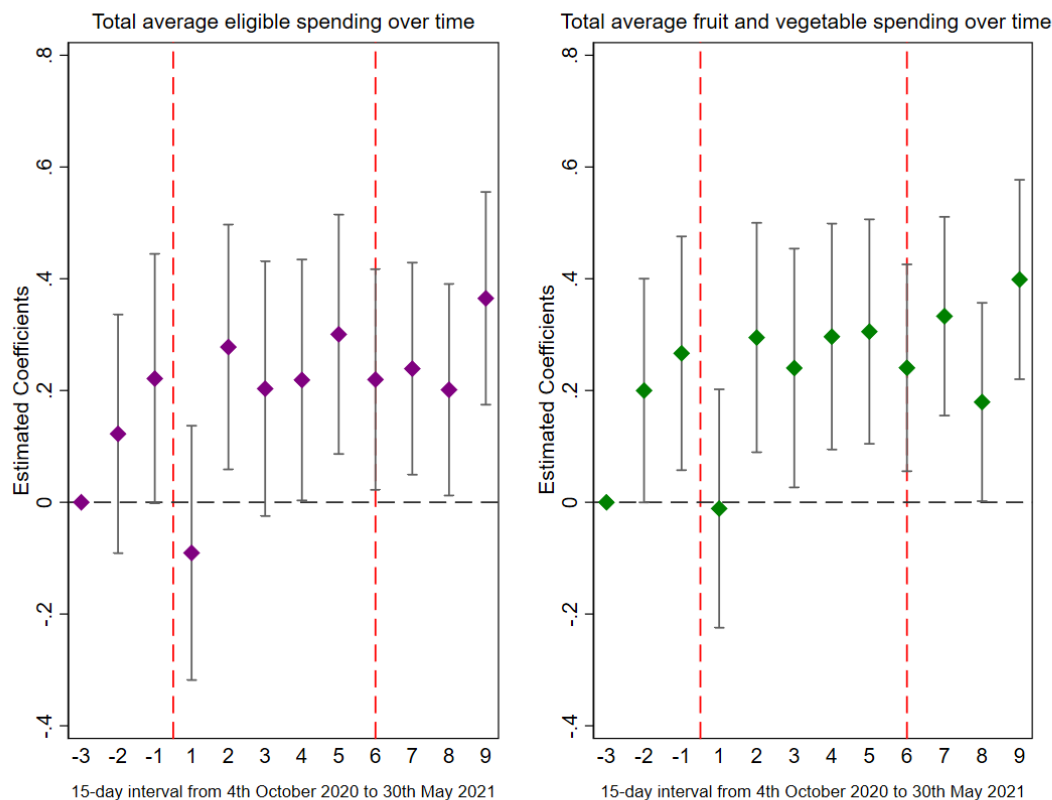 Total average eligible spending over time
Estimated Coefficients
.8
.6
.4
.2
0
-.2
-.4
-3 -2 -1 1 2 3 4 5 6 7 8 9
15-day interval from 4th October 2020 to 30th May 2021
Total average fruit and vegetable spending over time
Estimated Coefficients
.8
.6
.4
.2
0
-.2
-.4
-3 -2 -1 1 2 3 4 5 6 7 8 9
15-day interval from 4th October 2020 to 30th May 2021